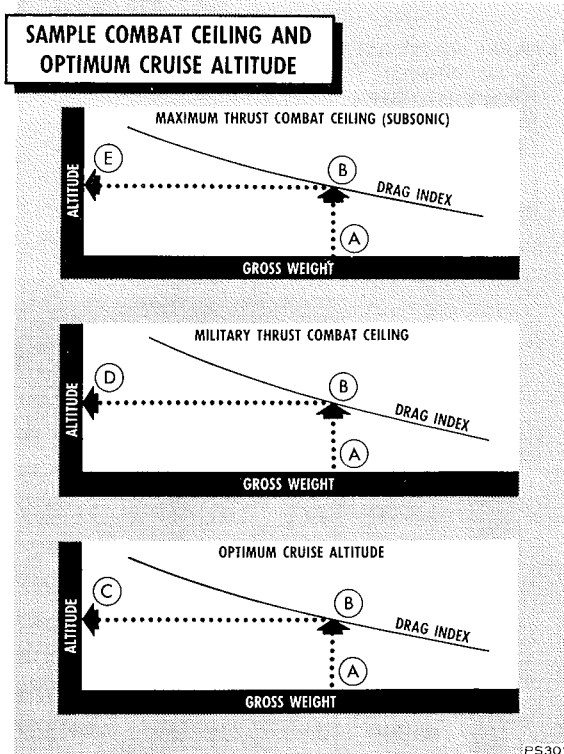 SAMPLE COMBAT CEILING AND
OPTIMUM CRUISE ALTITUDE
MAXIMUM THRUST COMBAT CEILING (SUBSONIC)
E
B
DRAG INDEX
A
ALTITUDE
GROSS WEIGHT
MILITARY THRUST COMBAT CEILING
D
B
DRAG INDEX
A
ALTITUDE
GROSS WEIGHT
OPTIMUM CRUISE ALTITUDE
C
B
DRAG INDEX
A
ALTITUDE
GROSS WEIGHT